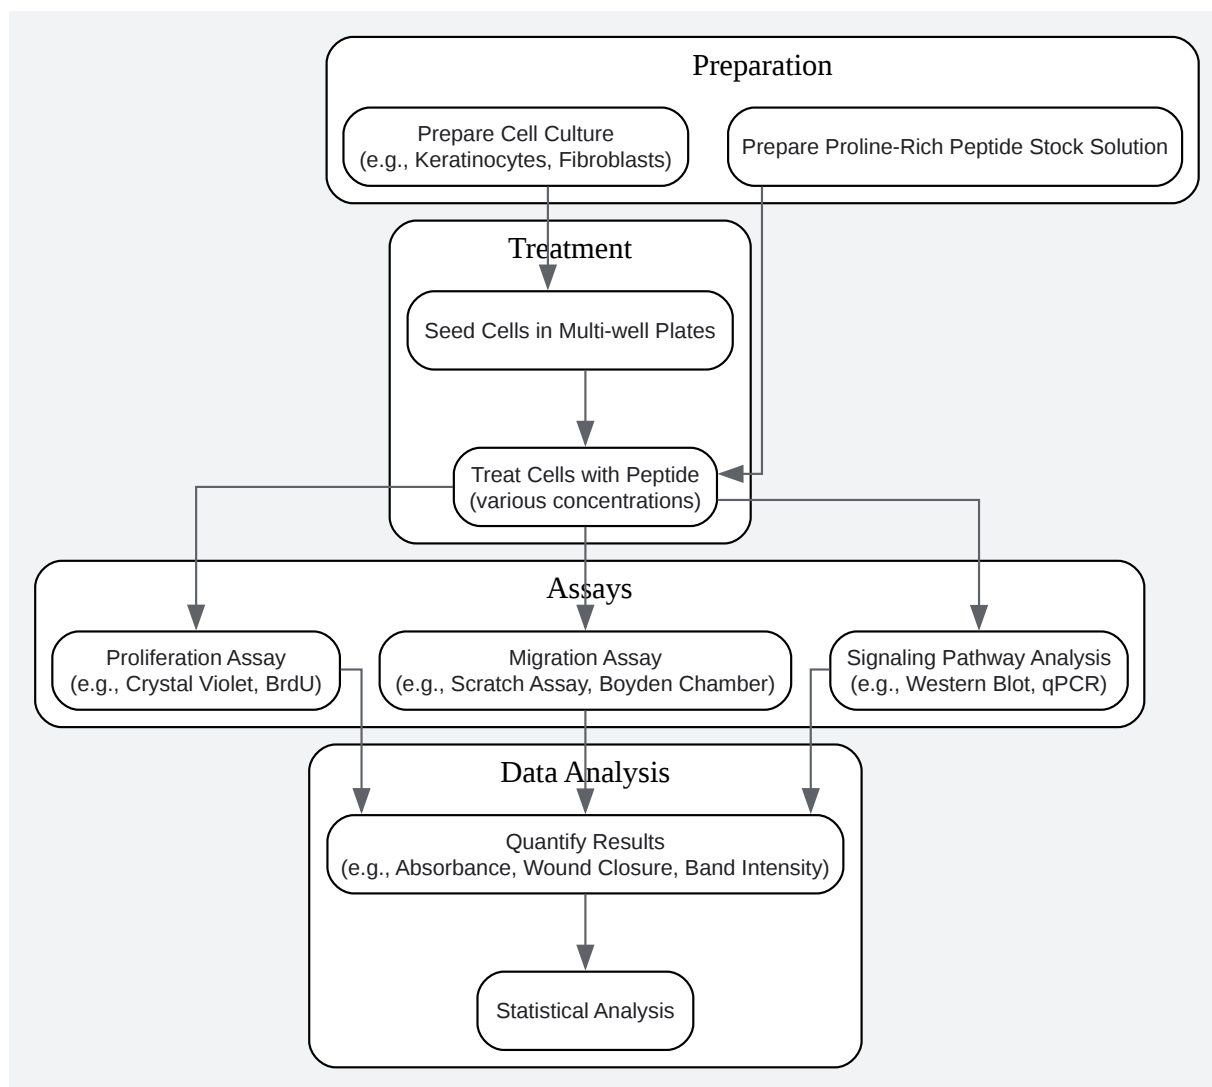 Preparation
Prepare Cell Culture
(e.g., Keratinocytes, Fibroblasts)
Prepare Proline-Rich Peptide Stock Solution
Treatment
Seed Cells in Multi-well Plates
Treat Cells with Peptide
(various concentrations)
Assays
Proliferation Assay
(e.g., Crystal Violet, BrdU)
Migration Assay
(e.g., Scratch Assay, Boyden Chamber)
Signaling Pathway Analysis
(e.g., Western Blot, qPCR)
Data Analysis
Quantify Results
(e.g., Absorbance, Wound Closure, Band Intensity)
Statistical Analysis